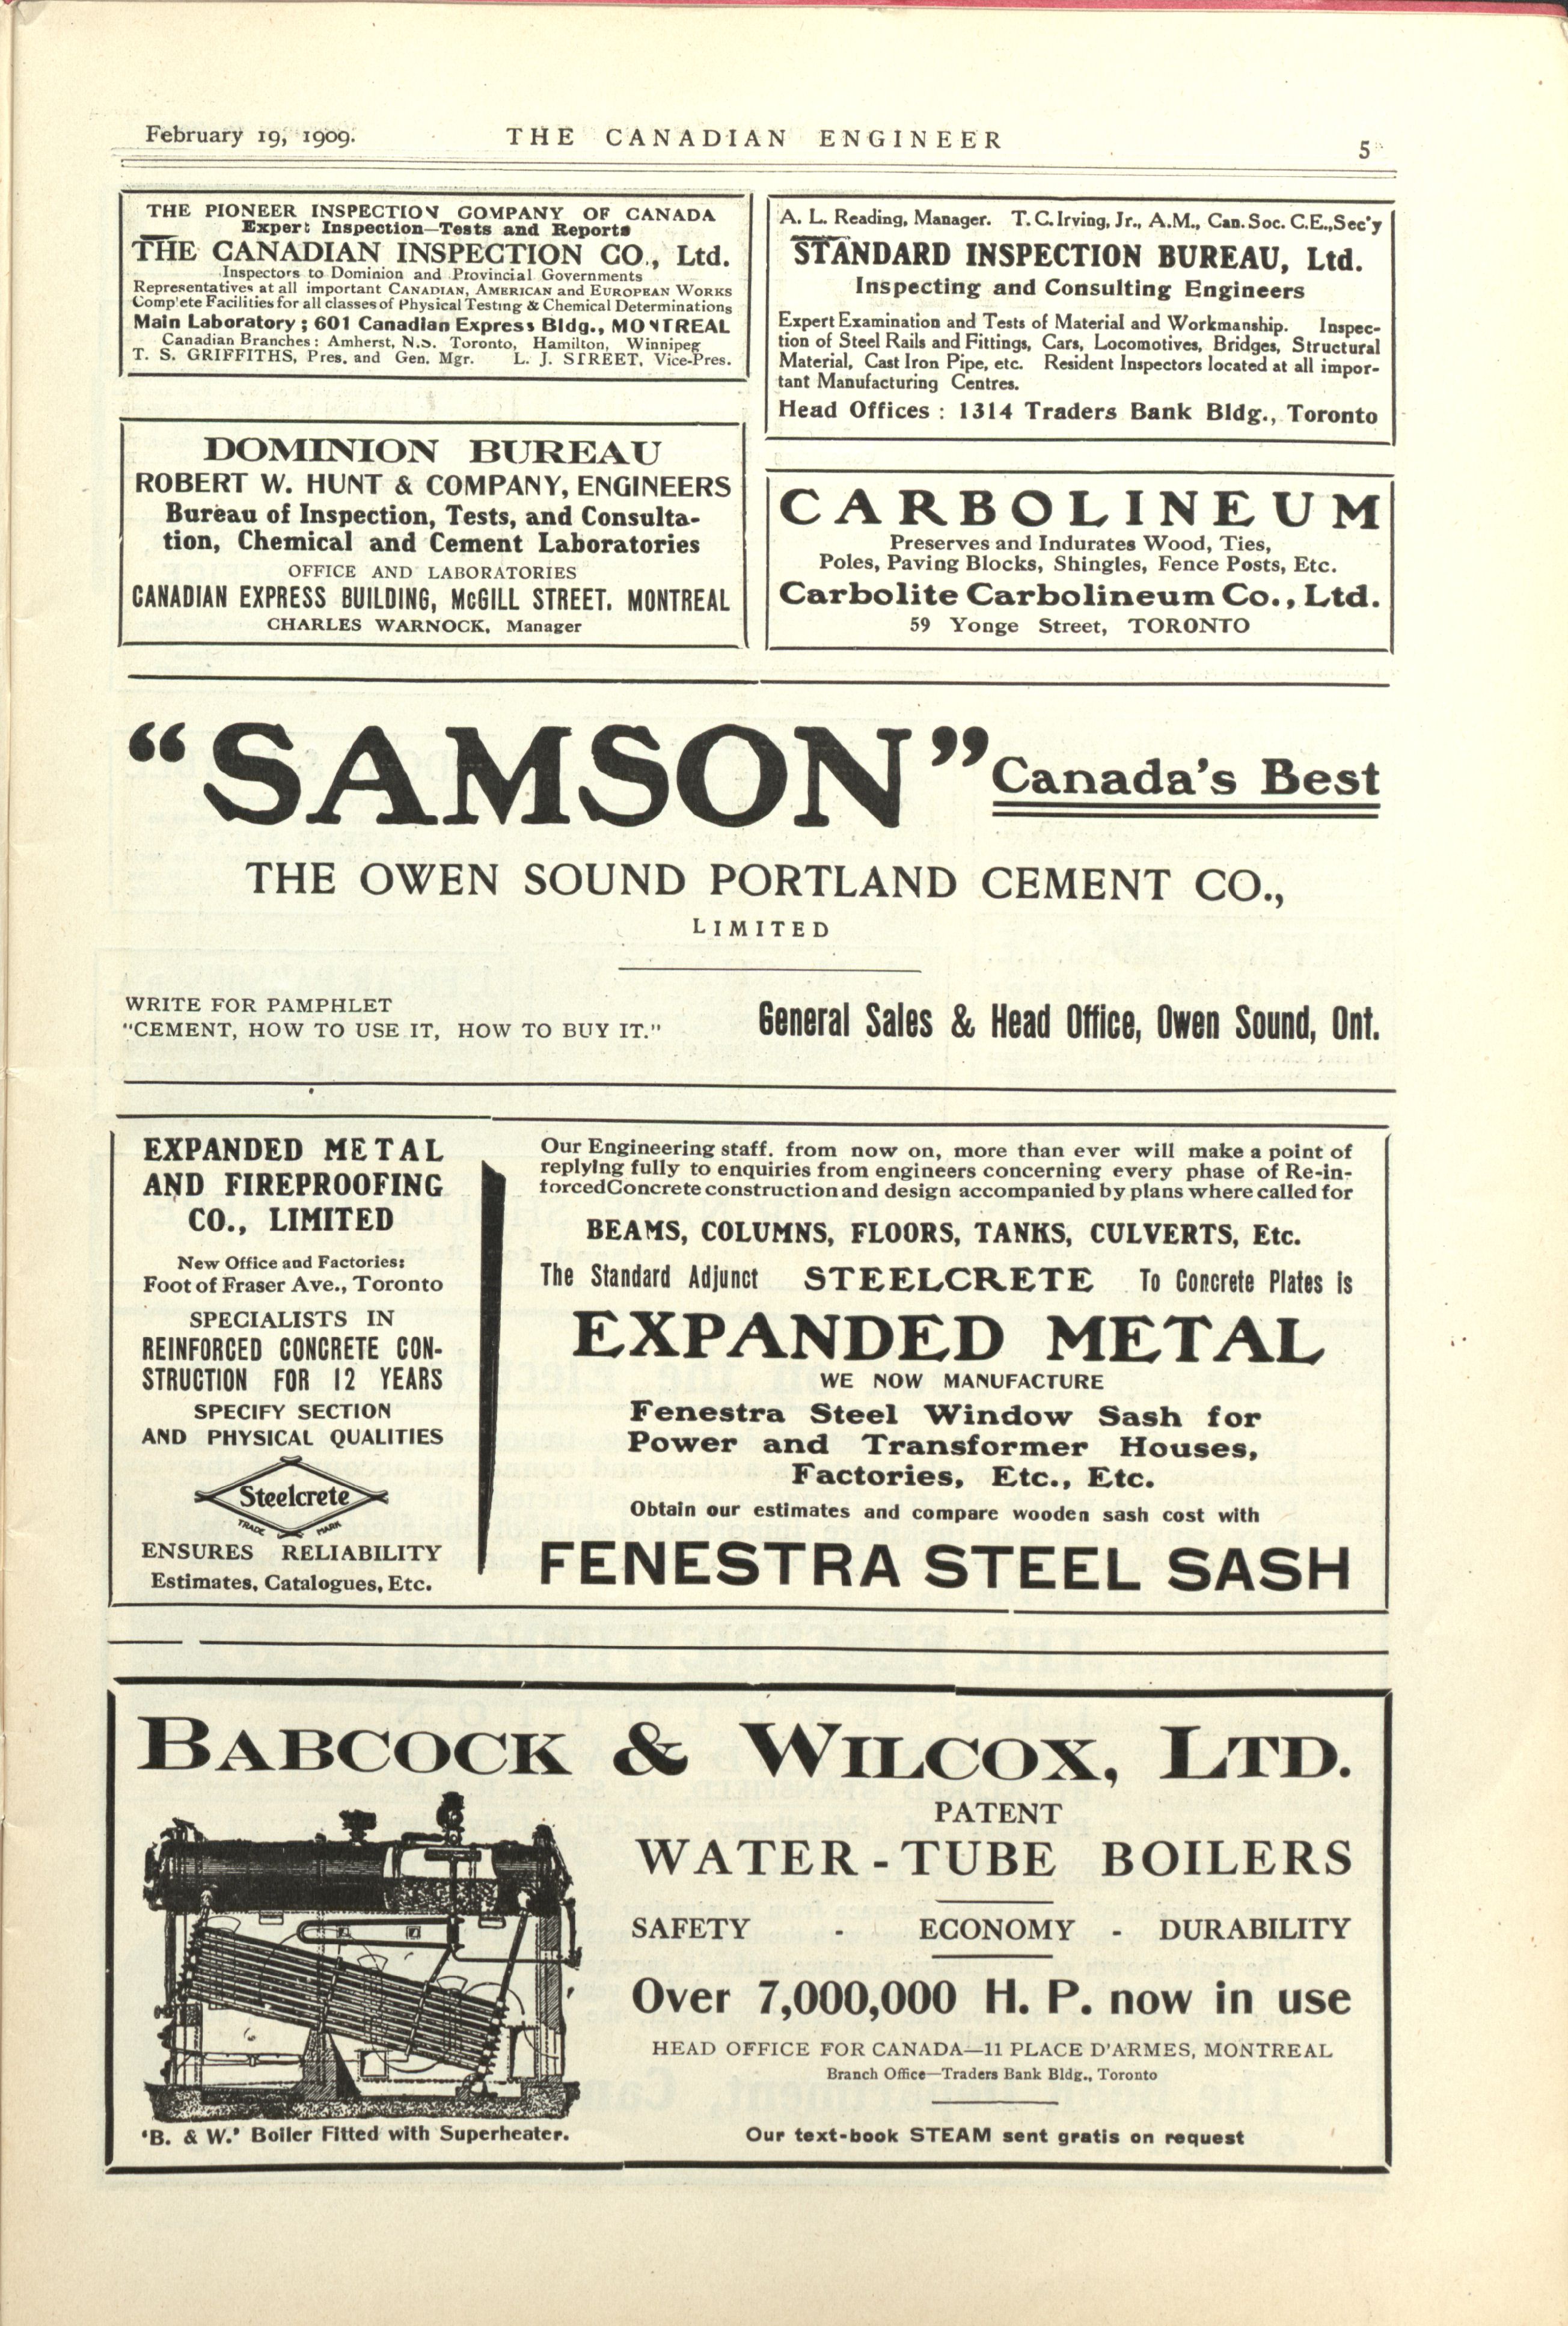 February 19, 1909.
THE CANADIAN ENGINEER
5
THE PIONEER INSPECTION COMPANY OF CANADA
Expert Inspection—Tests and Reports
THE CANADIAN INSPECTION CO., Ltd.
Inspectors to Dominion and Provincial Governments
Representatives at all important CANADIAN, AMERICAN and EUROPEAN WORKS
Complete Facilities for all classes of Physical Testing & Chemical Determinations
Main Laboratory; 601 Canadian Express Bldg., MONTREAL
Canadian Branches: Amherst, N.S. Toronto, Hamilton, Winnipeg
T. S. GRIFFITHS, Pres. and Gen. Mgr. L. J. STREET, Vice-Pres.
A. L. Reading, Manager. T. C. Irving, Jr., A.M., Can. Soc. C.E., Sec'y
STANDARD INSPECTION BUREAU, Ltd.
Inspecting and Consulting Engineers
Expert Examination and Tests of Material and Workmanship. Inspec-
tion of Steel Rails and Fittings, Cars, Locomotives, Bridges, Structural
Material, Cast Iron Pipe, etc. Resident Inspectors located at all impor-
tant Manufacturing Centres.
Head Offices : 1314 Traders Bank Bldg., Toronto
DOMINION BUREAU
ROBERT W. HUNT & COMPANY, ENGINEERS
Bureau of Inspection, Tests, and Consulta-
tion, Chemical and Cement Laboratories
OFFICE AND LABORATORIES
CANADIAN EXPRESS BUILDING, McGILL STREET. MONTREAL
CHARLES WARNOCK, Manager
CARBOLINEUM
Preserves and Indurates Wood, Ties,
Poles, Paving Blocks, Shingles, Fence Posts, Etc.
Carbolite Carbolineum Co., Ltd.
59 Yonge Street, TORONTO
"SAMSON" Canada's Best
THE OWEN SOUND PORTLAND CEMENT CO.,
LIMITED
WRITE FOR PAMPHLET
"CEMENT, HOW TO USE IT, HOW TO BUY IT."
General Sales & Head Office, Owen Sound, Ont.
EXPANDED METAL
AND FIREPROOFING
CO., LIMITED
New Office and Factories:
Foot of Fraser Ave., Toronto
SPECIALISTS IN
REINFORCED CONCRETE CON-
STRUCTION FOR 12 YEARS
SPECIFY SECTION
AND PHYSICAL QUALITIES
Steelcrete
TRADE MARK
ENSURES RELIABILITY
Estimates, Catalogues, Etc.
Our Engineering staff. from now on, more than ever will make a point of
replying fully to enquiries from engineers concerning every phase of Re-in-
forced Concrete construction and design accompanied by plans where called for
BEAMS, COLUMNS, FLOORS, TANKS, CULVERTS, Etc.
The Standard Adjunct STEELCRETE To Concrete Plates is
EXPANDED METAL
WE NOW MANUFACTURE
Fenestra Steel Window Sash for
Power and Transformer Houses,
Factories, Etc., Etc.
Obtain our estimates and compare wooden sash cost with
FENESTRA STEEL SASH
BABCOCK & WILCOX, LTD.
PATENT
WATER-TUBE BOILERS
SAFETY - ECONOMY - DURABILITY
Over 7,000,000 H. P. now in use
HEAD OFFICE FOR CANADA—11 PLACE D'ARMES, MONTREAL
Branch Office—Traders Bank Bldg., Toronto
'B. & W.' Boiler Fitted with Superheater.
Our text-book STEAM sent gratis on request